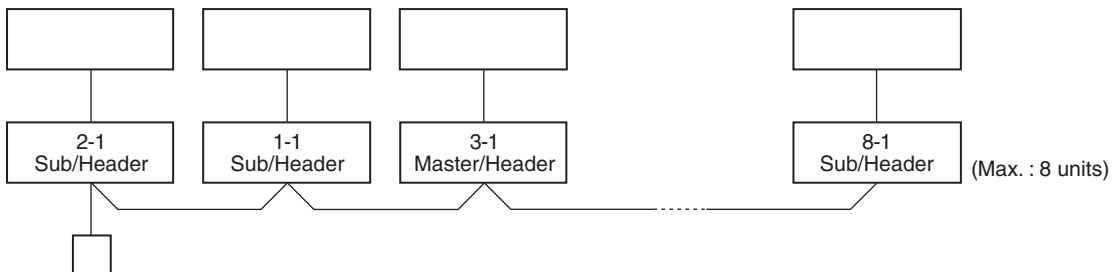 2-1
Sub/Header
1-1
Sub/Header
3-1
Master/Header
8-1
Sub/Header
(Max. : 8 units)